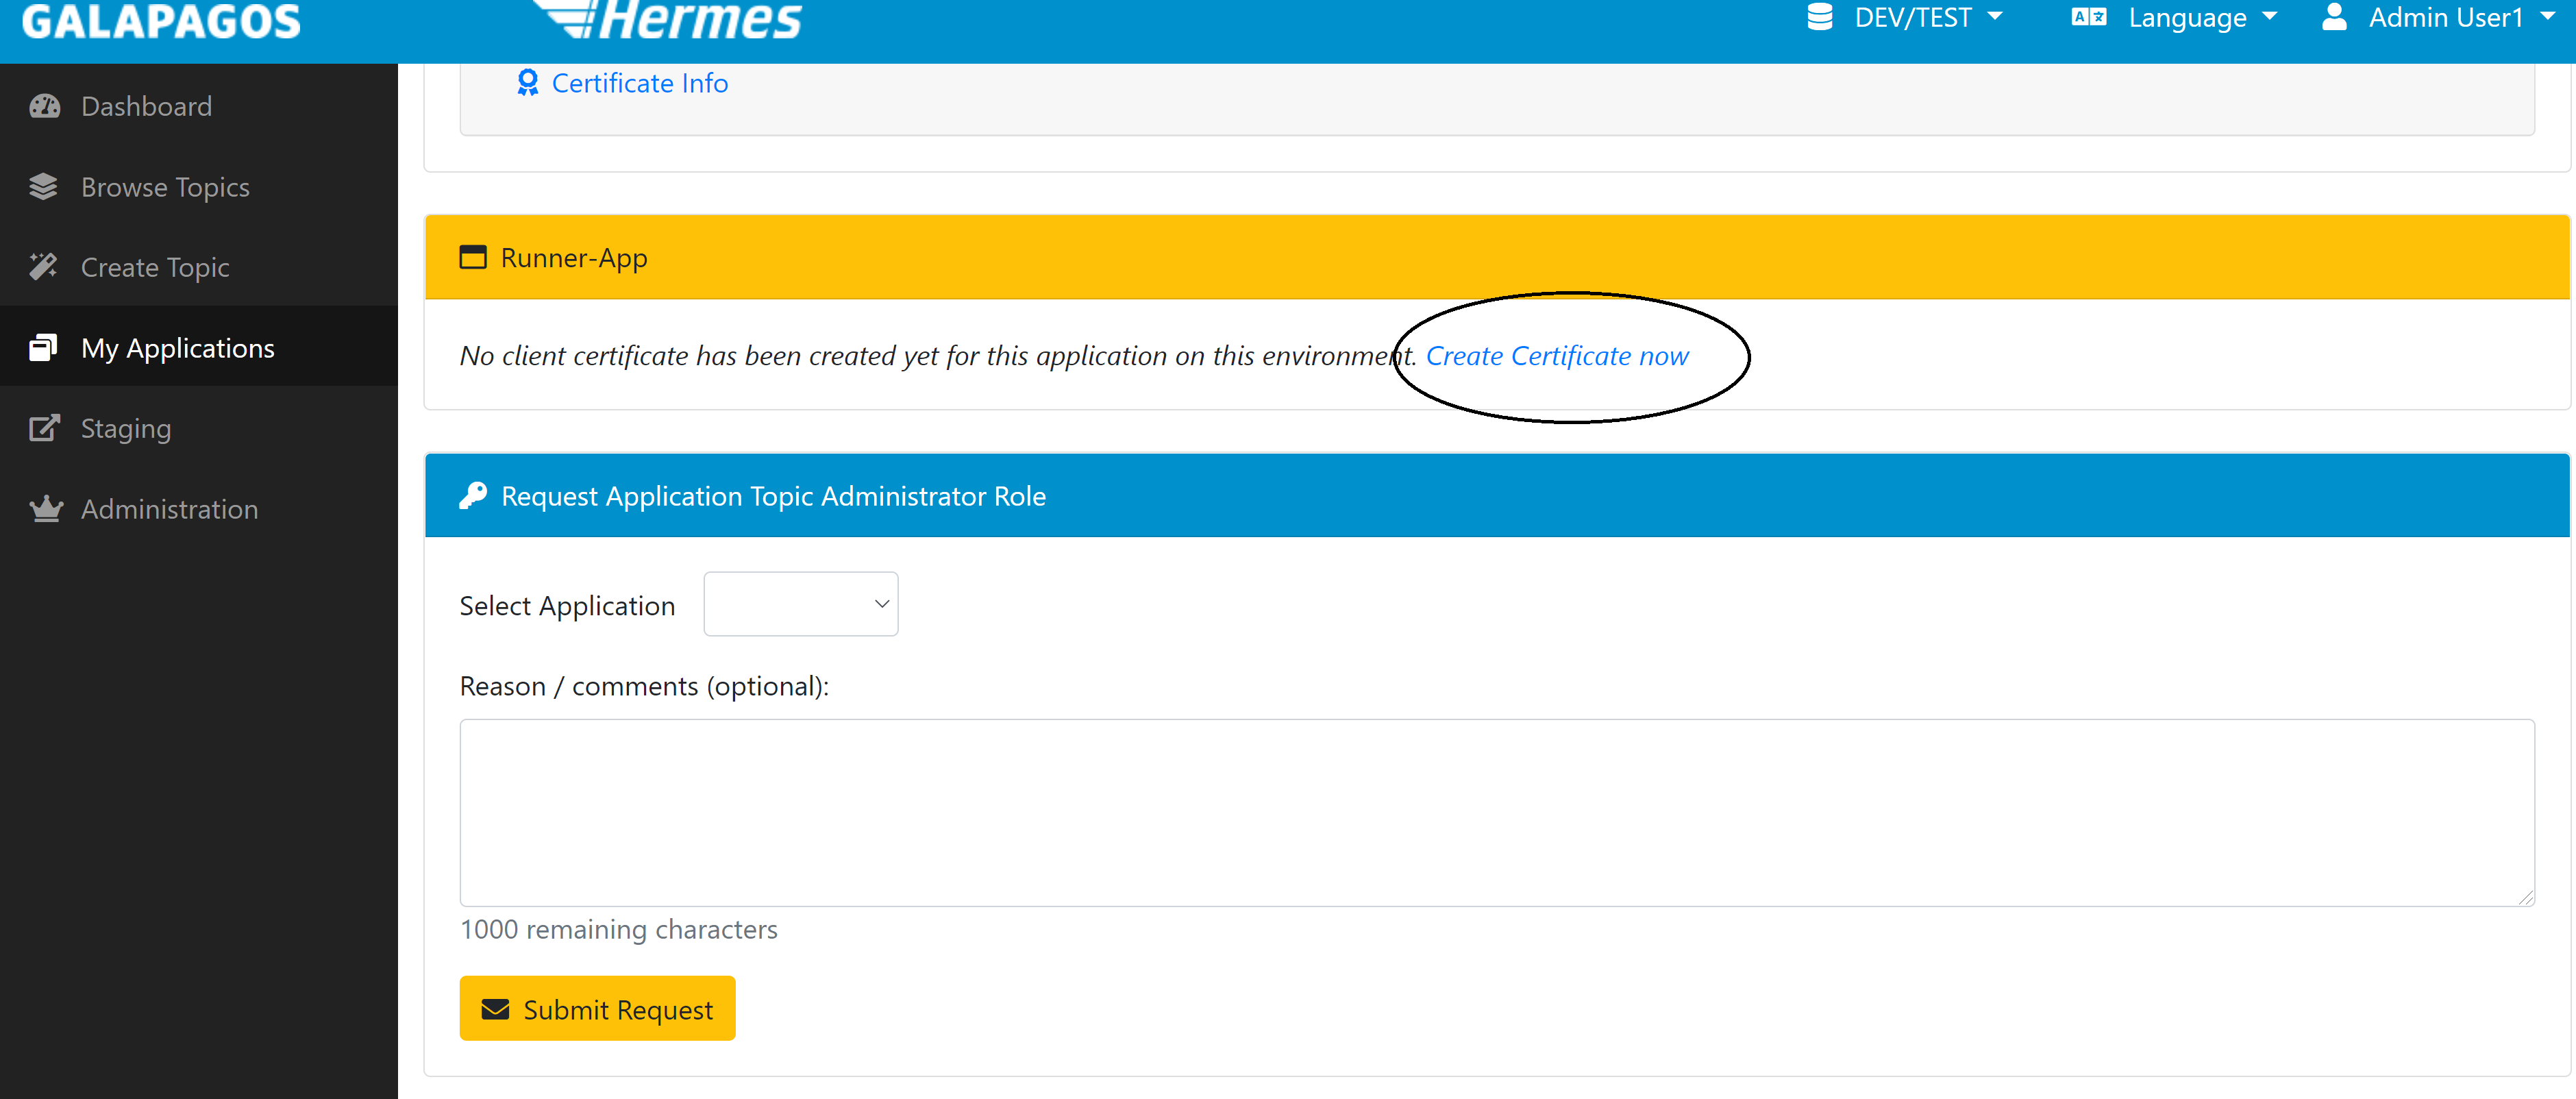 GALAPAGOS
Hermes
DEV/TEST
Language
Admin User1
Dashboard
Browse Topics
Create Topic
My Applications
Staging
Administration
Certificate Info
Runner-App
No client certificate has been created yet for this application on this environment. Create Certificate now
Request Application Topic Administrator Role
Select Application
Reason / comments (optional):
1000 remaining characters
Submit Request